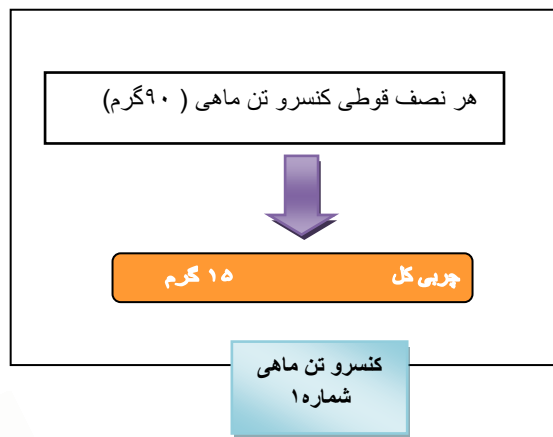 هر نصف قوطی کنسرو تن ماهی ( ۹۰گرم)
چربی کل ۱۵ گرم
کنسرو تن ماهی
شماره۱